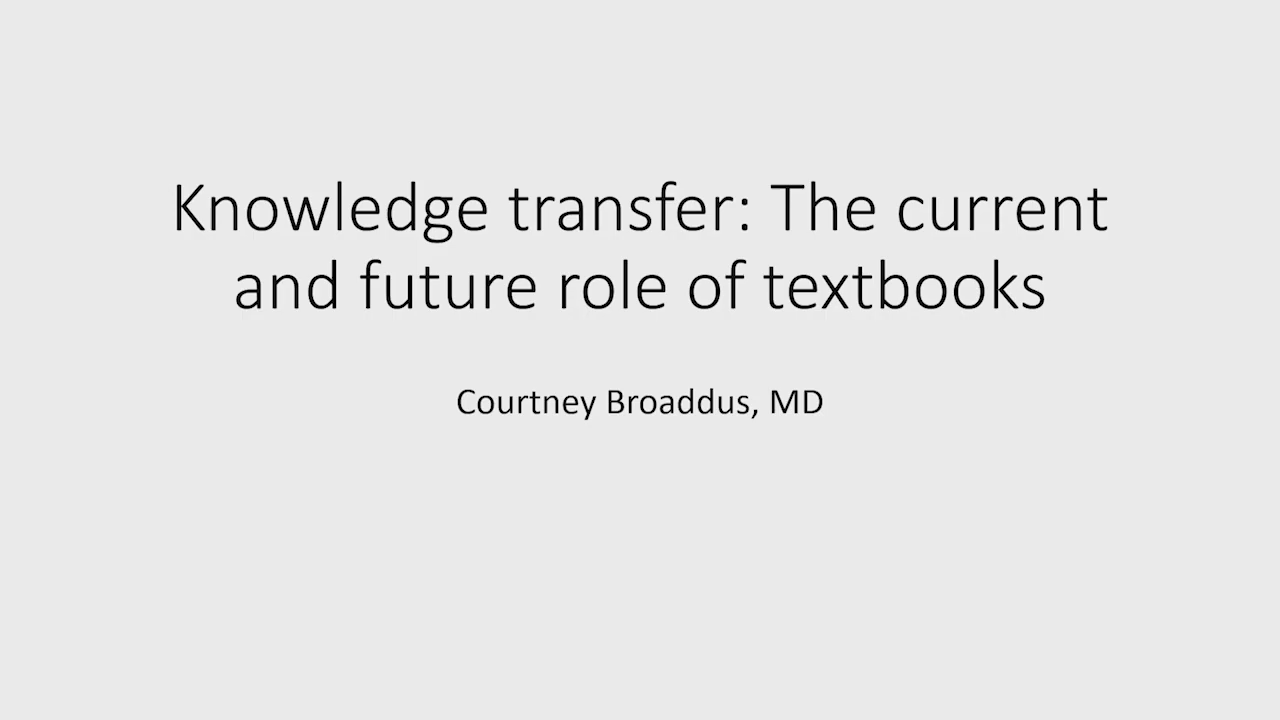 Knowledge transfer: The current
and future role of textbooks
Courtney Broaddus, MD